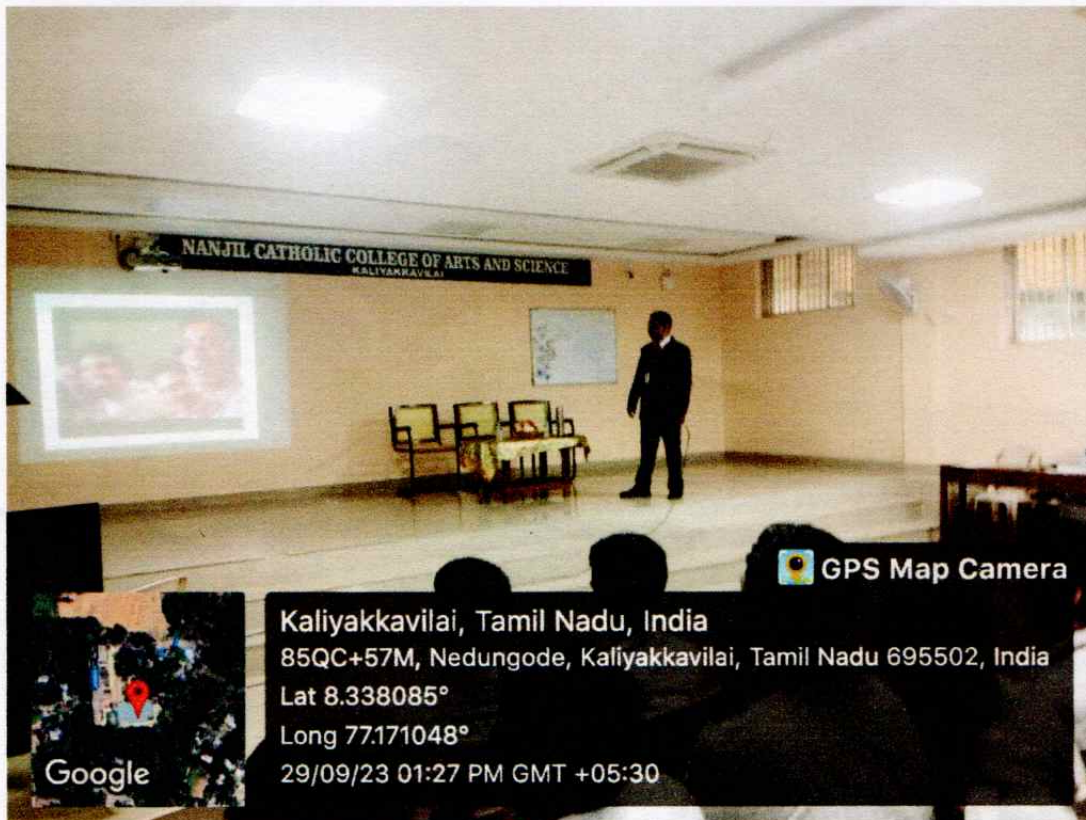 NANJIL CATHOLIC COLLEGE OF ARTS AND SCIENCE
KALIYAKKAVILAI
GPS Map Camera
Kaliyakkavilai, Tamil Nadu, India
85QC+57M, Nedungode, Kaliyakkavilai, Tamil Nadu 695502, India
Lat 8.338085°
Long 77.171048°
29/09/23 01:27 PM GMT +05:30
Google